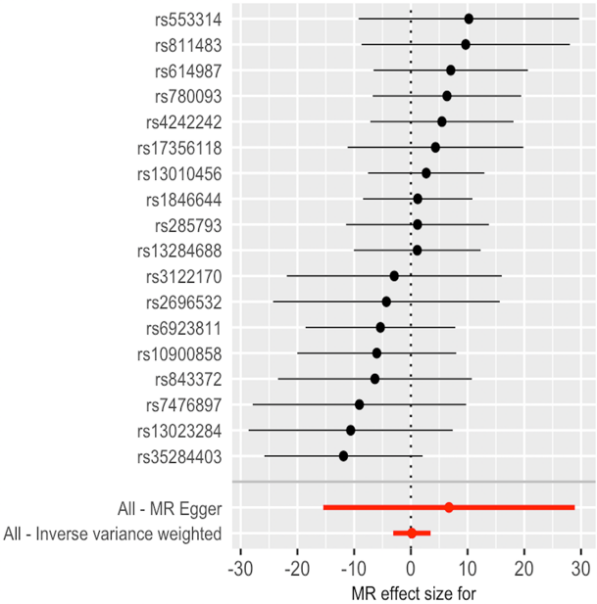 rs553314
rs811483
rs614987
rs780093
rs4242242
rs17356118
rs13010456
rs1846644
rs285793
rs13284688
rs3122170
rs2696532
rs6923811
rs10900858
rs843372
rs7476897
rs13023284
rs35284403
All - MR Egger
All - Inverse variance weighted
-30 -20 -10 0 10 20 30
MR effect size for